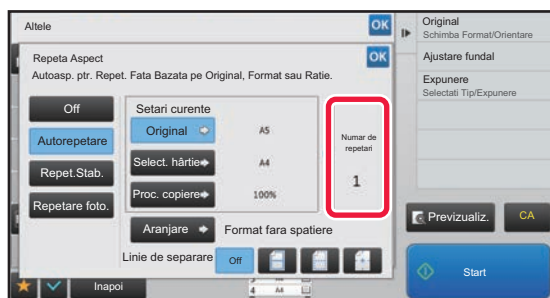 Altele
OK
Original
Schimba Format/Orientare
Repeta Aspect
OK
Autoasp. ptr. Repet. Fata Bazata pe Original, Format sau Ratie.
Ajustare fundal
Expunere
Selectati Tip/Expunere
Off
Autorepetare
Repet.Stab.
Repetare foto.
Setari curente
Original
A5
Select. hârtie
A4
Proc. copiere
100%
Numar de
repetari
1
Aranjare
Format fara spatiere
Linie de separare
Off
Previzualiz.
CA
Start
Inapoi
4 A4